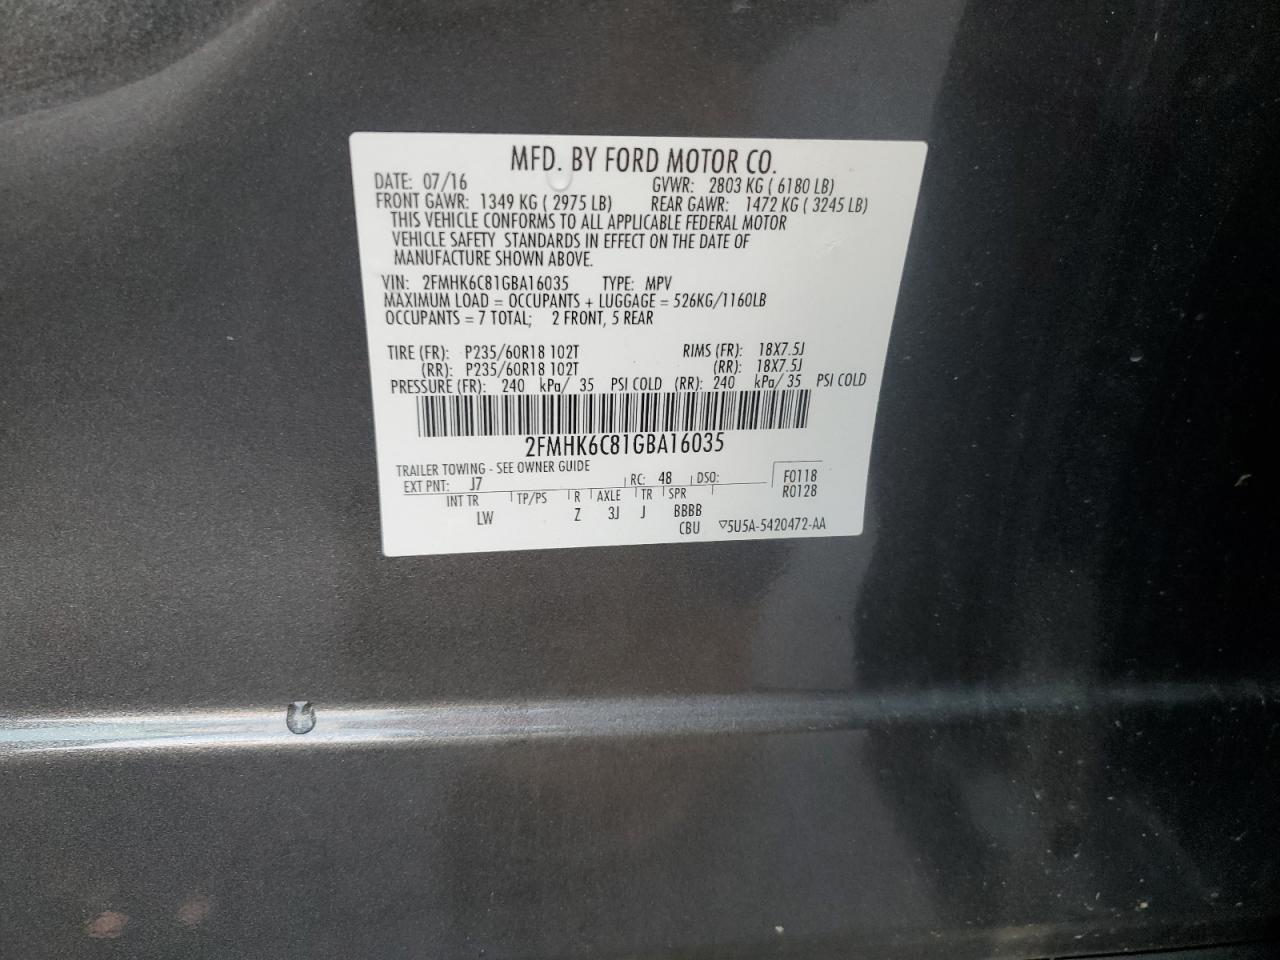 MFD. BY FORD MOTOR CO.
DATE: 07/16 GVWR: 2803 KG ( 6180 LB)
FRONT GAWR: 1349 KG ( 2975 LB) REAR GAWR: 1472 KG ( 3245 LB)
THIS VEHICLE CONFORMS TO ALL APPLICABLE FEDERAL MOTOR
VEHICLE SAFETY STANDARDS IN EFFECT ON THE DATE OF
MANUFACTURE SHOWN ABOVE.
VIN: 2FMHK6C81GBA16035 TYPE: MPV
MAXIMUM LOAD = OCCUPANTS + LUGGAGE = 526KG/1160LB
OCCUPANTS = 7 TOTAL; 2 FRONT, 5 REAR
TIRE (FR): P235/60R18 102T RIMS (FR): 18X7.5J
(RR): P235/60R18 102T (RR): 18X7.5J
PRESSURE (FR): 240 kPa/ 35 PSI COLD (RR): 240 kPa/ 35 PSI COLD
2FMHK6C81GBA16035
TRAILER TOWING - SEE OWNER GUIDE
EXT PNT: J7 RC: 48 DSO: F0118
INT TR TP/PS R AXLE TR SPR R0128
LW Z 3J J BBBB
CBU ▽5U5A-5420472-AA